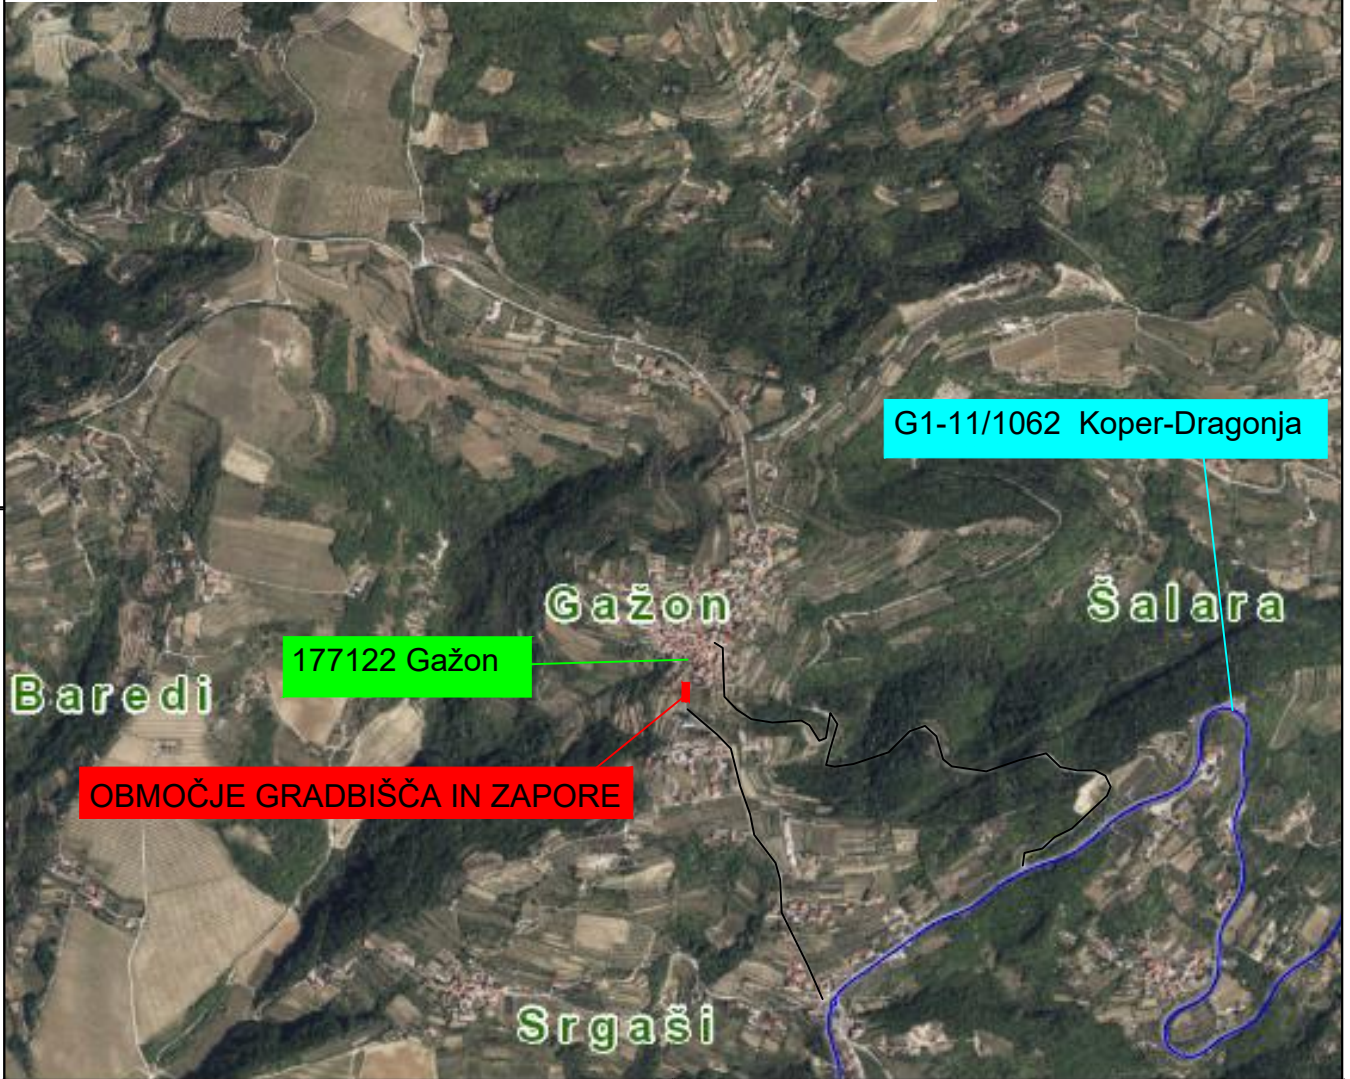 G1-11/1062 Koper-Dragonja
Gažon
Šalara
177122 Gažon
Baredi
OBMOČJE GRADBIŠČA IN ZAPORE
Srgaši